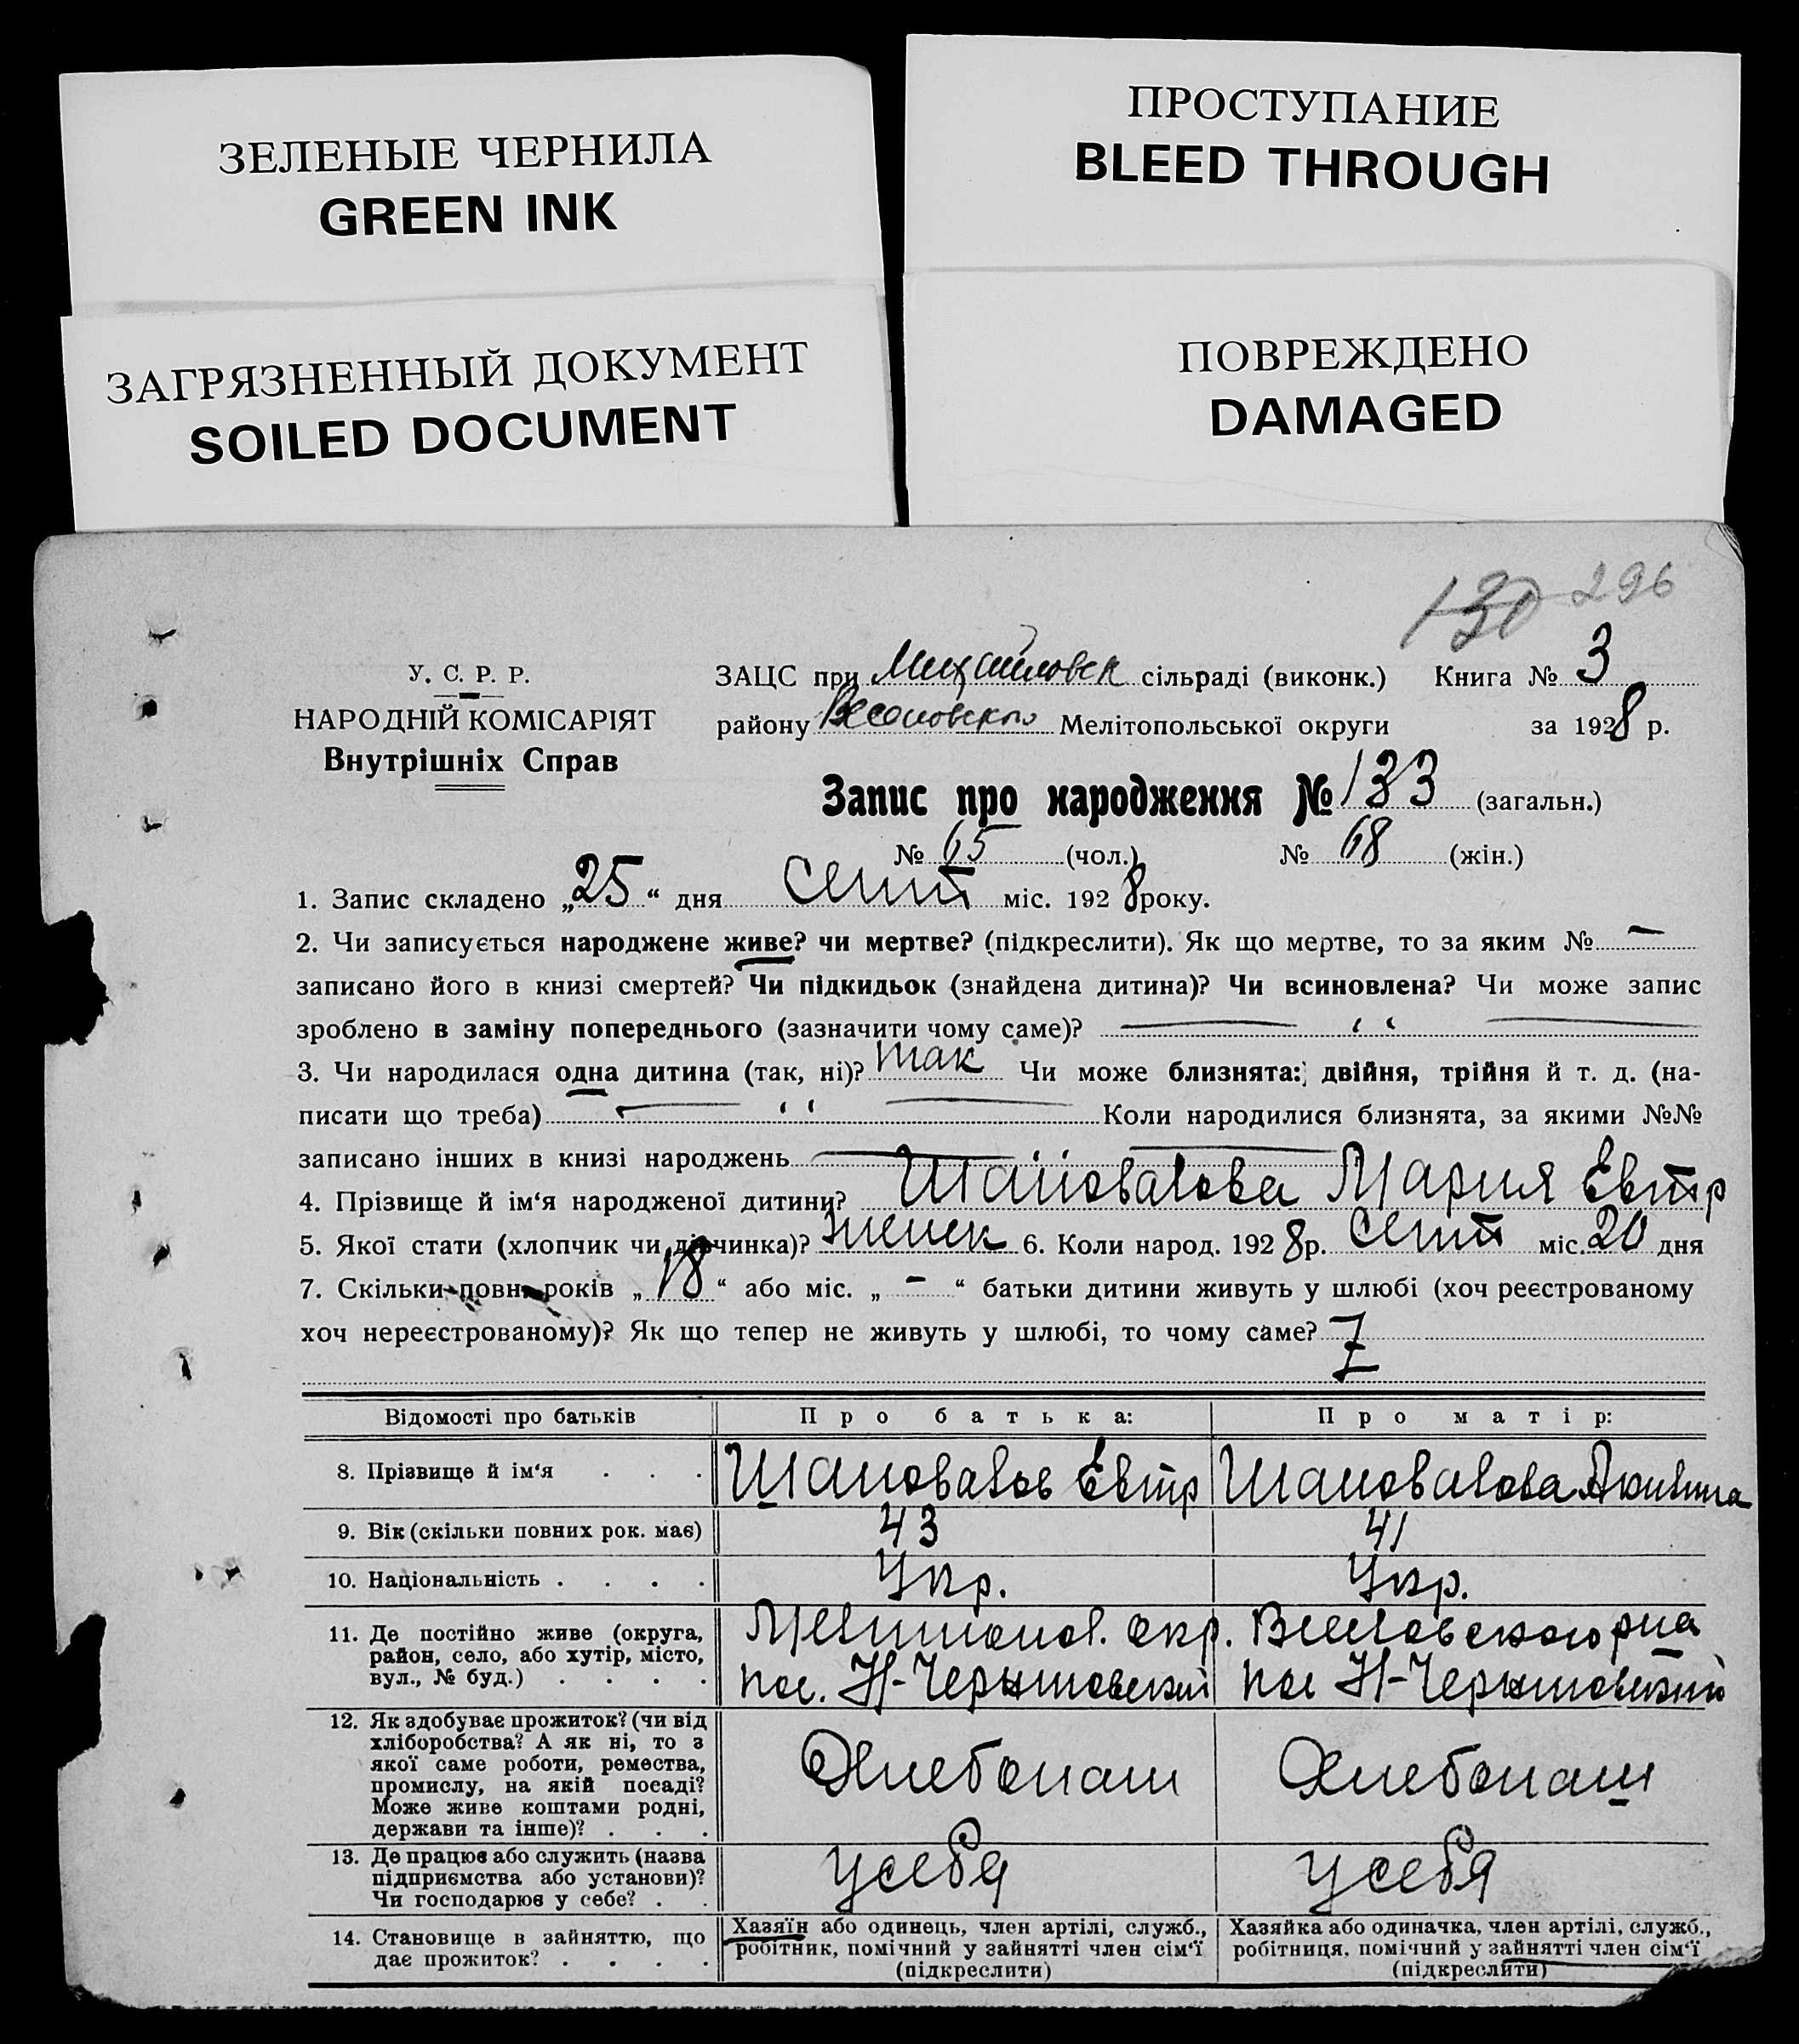 ЗЕЛЕНЫЕ ЧЕРНИЛА
GREEN INK
ПРОСТУПАНИЕ
BLEED THROUGH
ЗАГРЯЗНЕННЫЙ ДОКУМЕНТ
SOILED DOCUMENT
ПОВРЕЖДЕНО
DAMAGED
130 296
У. С. Р. Р.
НАРОДНІЙ КОМІСАРІЯТ
Внутрішніх Справ
ЗАЦС при Михайловск сільраді (виконк.) Книга № 3
району Веселовского Мелітопольської округи за 1928 р.
Запис про народження № 133 (загальн.)
№ 65 (чол.) № 68 (жін.)
1. Запис складено „25“ дня Сент міс. 1928 року.
2. Чи записується народжене живе? чи мертве? (підкреслити). Як що мертве, то за яким № —
записано його в книзі смертей? Чи підкидьок (знайдена дитина)? Чи всиновлена? Чи може запис
зроблено в заміну попереднього (зазначити чому саме)? — „ —
3. Чи народилася одна дитина (так, ні)? так Чи може близнята: двійня, трійня й т. д. (на-
писати що треба) — „ — Коли народилися близнята, за якими №№
записано інших в книзі народжень — „ —
4. Прізвище й ім‘я народженої дитини? Шаповалова Мария Евтр
5. Якої стати (хлопчик чи дівчинка)? женск 6. Коли народ. 1928 р. Сент міс. 20 дня
7. Скільки повн. років „18“ або міс. „ – “ батьки дитини живуть у шлюбі (хоч реєстрованому
хоч нереєстрованому)? Як що тепер не живуть у шлюбі, то чому саме?
Відомості про батьків Про батька: Про матір:
8. Прізвище й ім‘я . . . Шаповалов Евтр Шаповалова Акилина
9. Вік (скільки повних рок. має) 43 41
10. Національність . . . . Укр. Укр.
11. Де постійно живе (округа,
район, село, або хутір, місто,
вул., № буд.) . . . .
Мелитопол. окр. Веселовского рна
пос. Н-Чернышовский пос Н-Чернышовский
12. Як здобуває прожиток? (чи від
хліборобства? А як ні, то з
якої саме роботи, ремества,
промислу, на якій посаді?
Може живе коштами родні,
держави та інше)? . . .
Хлебопаш Хлебопаш
13. Де працює або служить (назва
підприємства або установи)?
Чи господарює у себе? . .
у себя у себя
14. Становище в зайняттю, що
дає прожиток? . . . .
Хазяїн або одинець, член артілі, служб.,
робітник, помічний у зайнятті член сім‘ї
(підкреслити)
Хазяйка або одиначка, член артілі, служб.,
робітниця, помічний у зайнятті член сім‘ї
(підкреслити)